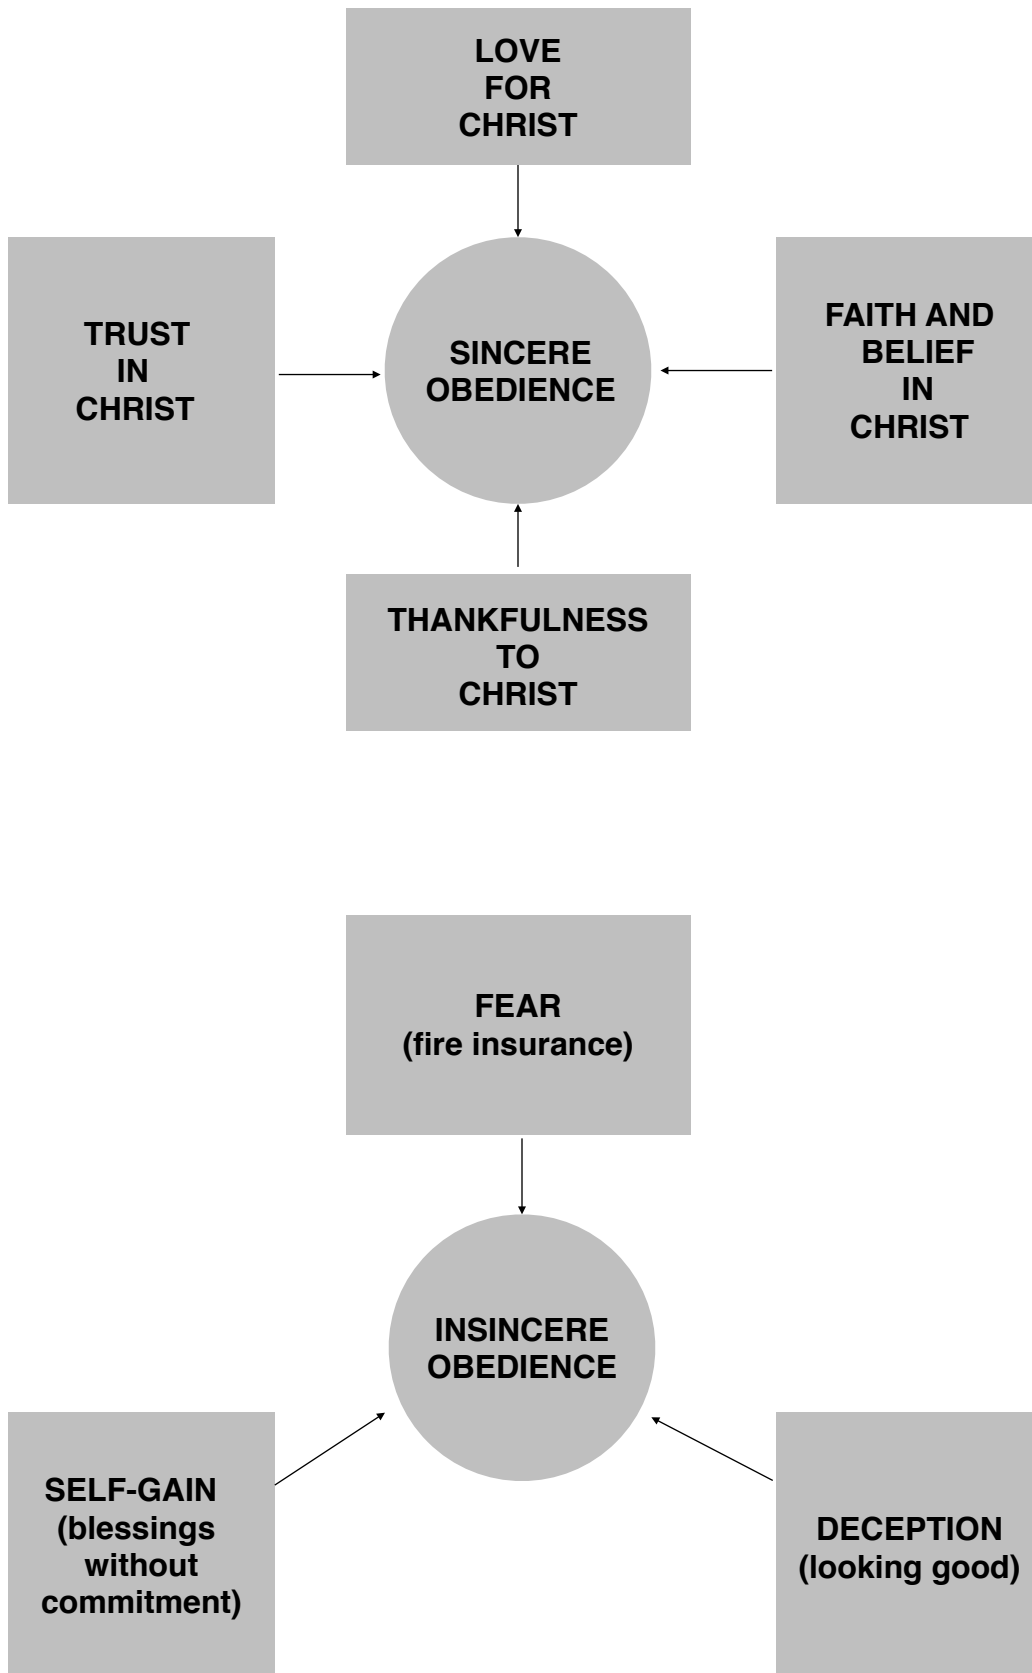 LOVE
FOR
CHRIST
TRUST
IN
CHRIST
SINCERE
OBEDIENCE
FAITH AND
BELIEF
IN
CHRIST
THANKFULNESS
TO
CHRIST
FEAR
(fire insurance)
INSINCERE
OBEDIENCE
SELF-GAIN
(blessings
without
commitment)
DECEPTION
(looking good)